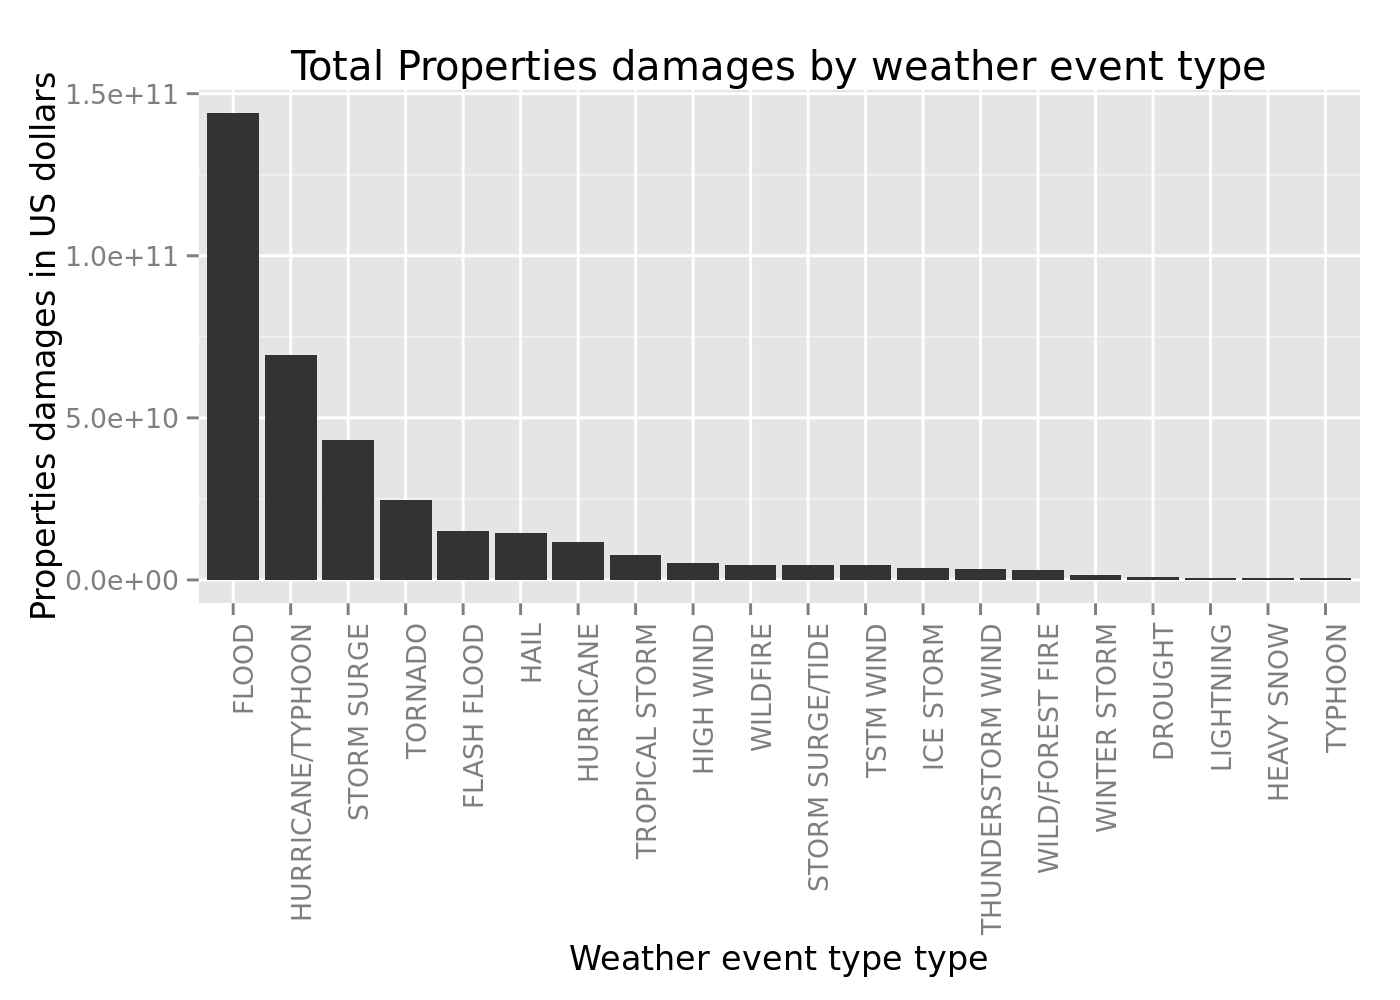 Total Properties damages by weather event type
Properties damages in US dollars
1.5e+11
1.0e+11
5.0e+10
0.0e+00
FLOOD
HURRICANE/TYPHOON
STORM SURGE
TORNADO
FLASH FLOOD
HAIL
HURRICANE
TROPICAL STORM
HIGH WIND
WILDFIRE
STORM SURGE/TIDE
TSTM WIND
ICE STORM
THUNDERSTORM WIND
WILD/FOREST FIRE
WINTER STORM
DROUGHT
LIGHTNING
HEAVY SNOW
TYPHOON
Weather event type type